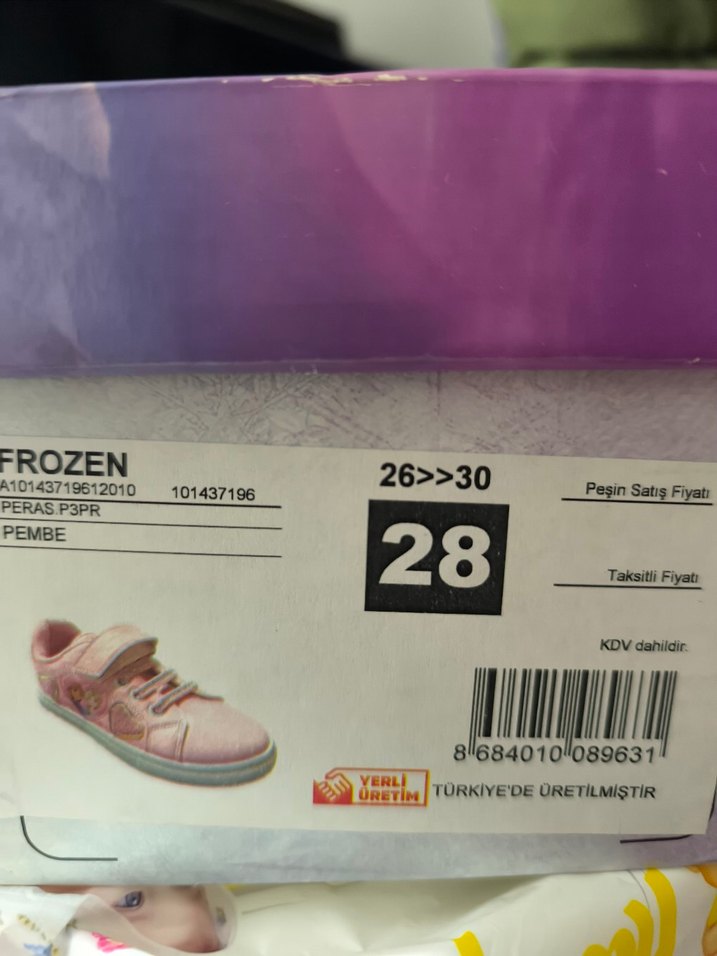 FROZEN
A10143719612010 101437196
PERAS.P3PR
PEMBE
26>>30
28
Peşin Satış Fiyatı
Taksitli Fiyatı
KDV dahildir.
8 684010 089631
YERLİ
ÜRETİM
TÜRKİYE'DE ÜRETİLMİŞTİR